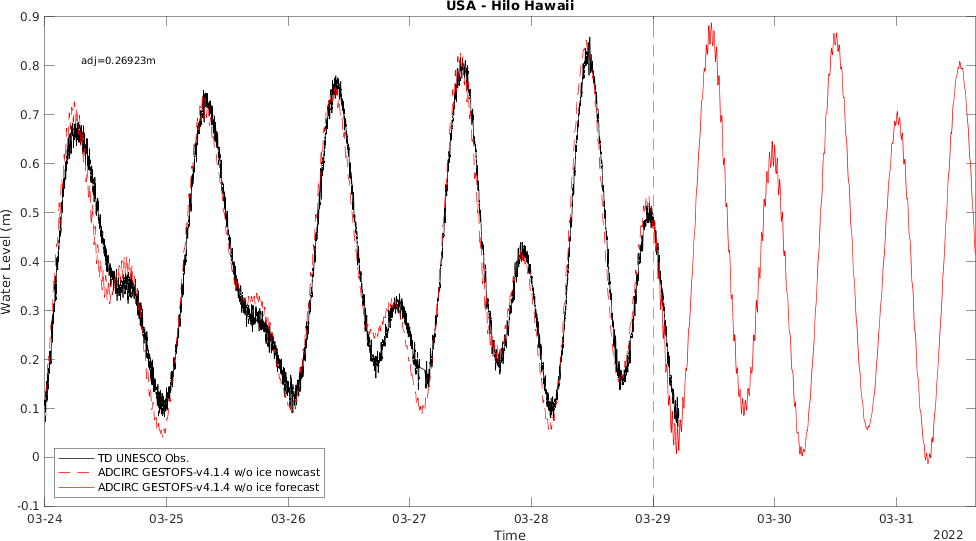 USA - Hilo Hawaii
0.9
adj=0.26923m
0.8
0.7
0.6
0.5
0.4
0.3
0.2
0.1
0
-0.1
Water Level (m)
TD UNESCO Obs.
ADCIRC GESTOFS-v4.1.4 w/o ice nowcast
ADCIRC GESTOFS-v4.1.4 w/o ice forecast
03-24 03-25 03-26 03-27 03-28 03-29 03-30 03-31
Time
2022